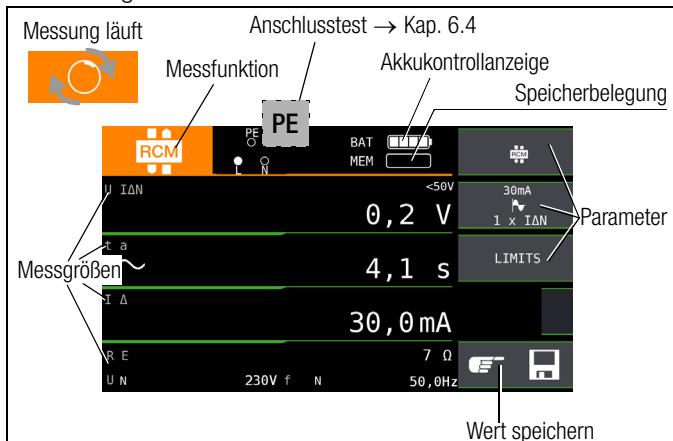 Anschlusstest → Kap. 6.4
Messung läuft
Messfunktion
Akkukontrollanzeige
Speicherbelegung
PE
PE
L N
RCM
BAT
MEM
RCM
U IΔN
<50V
0,2 V
30mA
1 x IΔN
Parameter
t a
4,1 s
LIMITS
Messgrößen
I Δ
30,0mA
R E
7 Ω
U N 230V f N 50,0Hz
Wert speichern